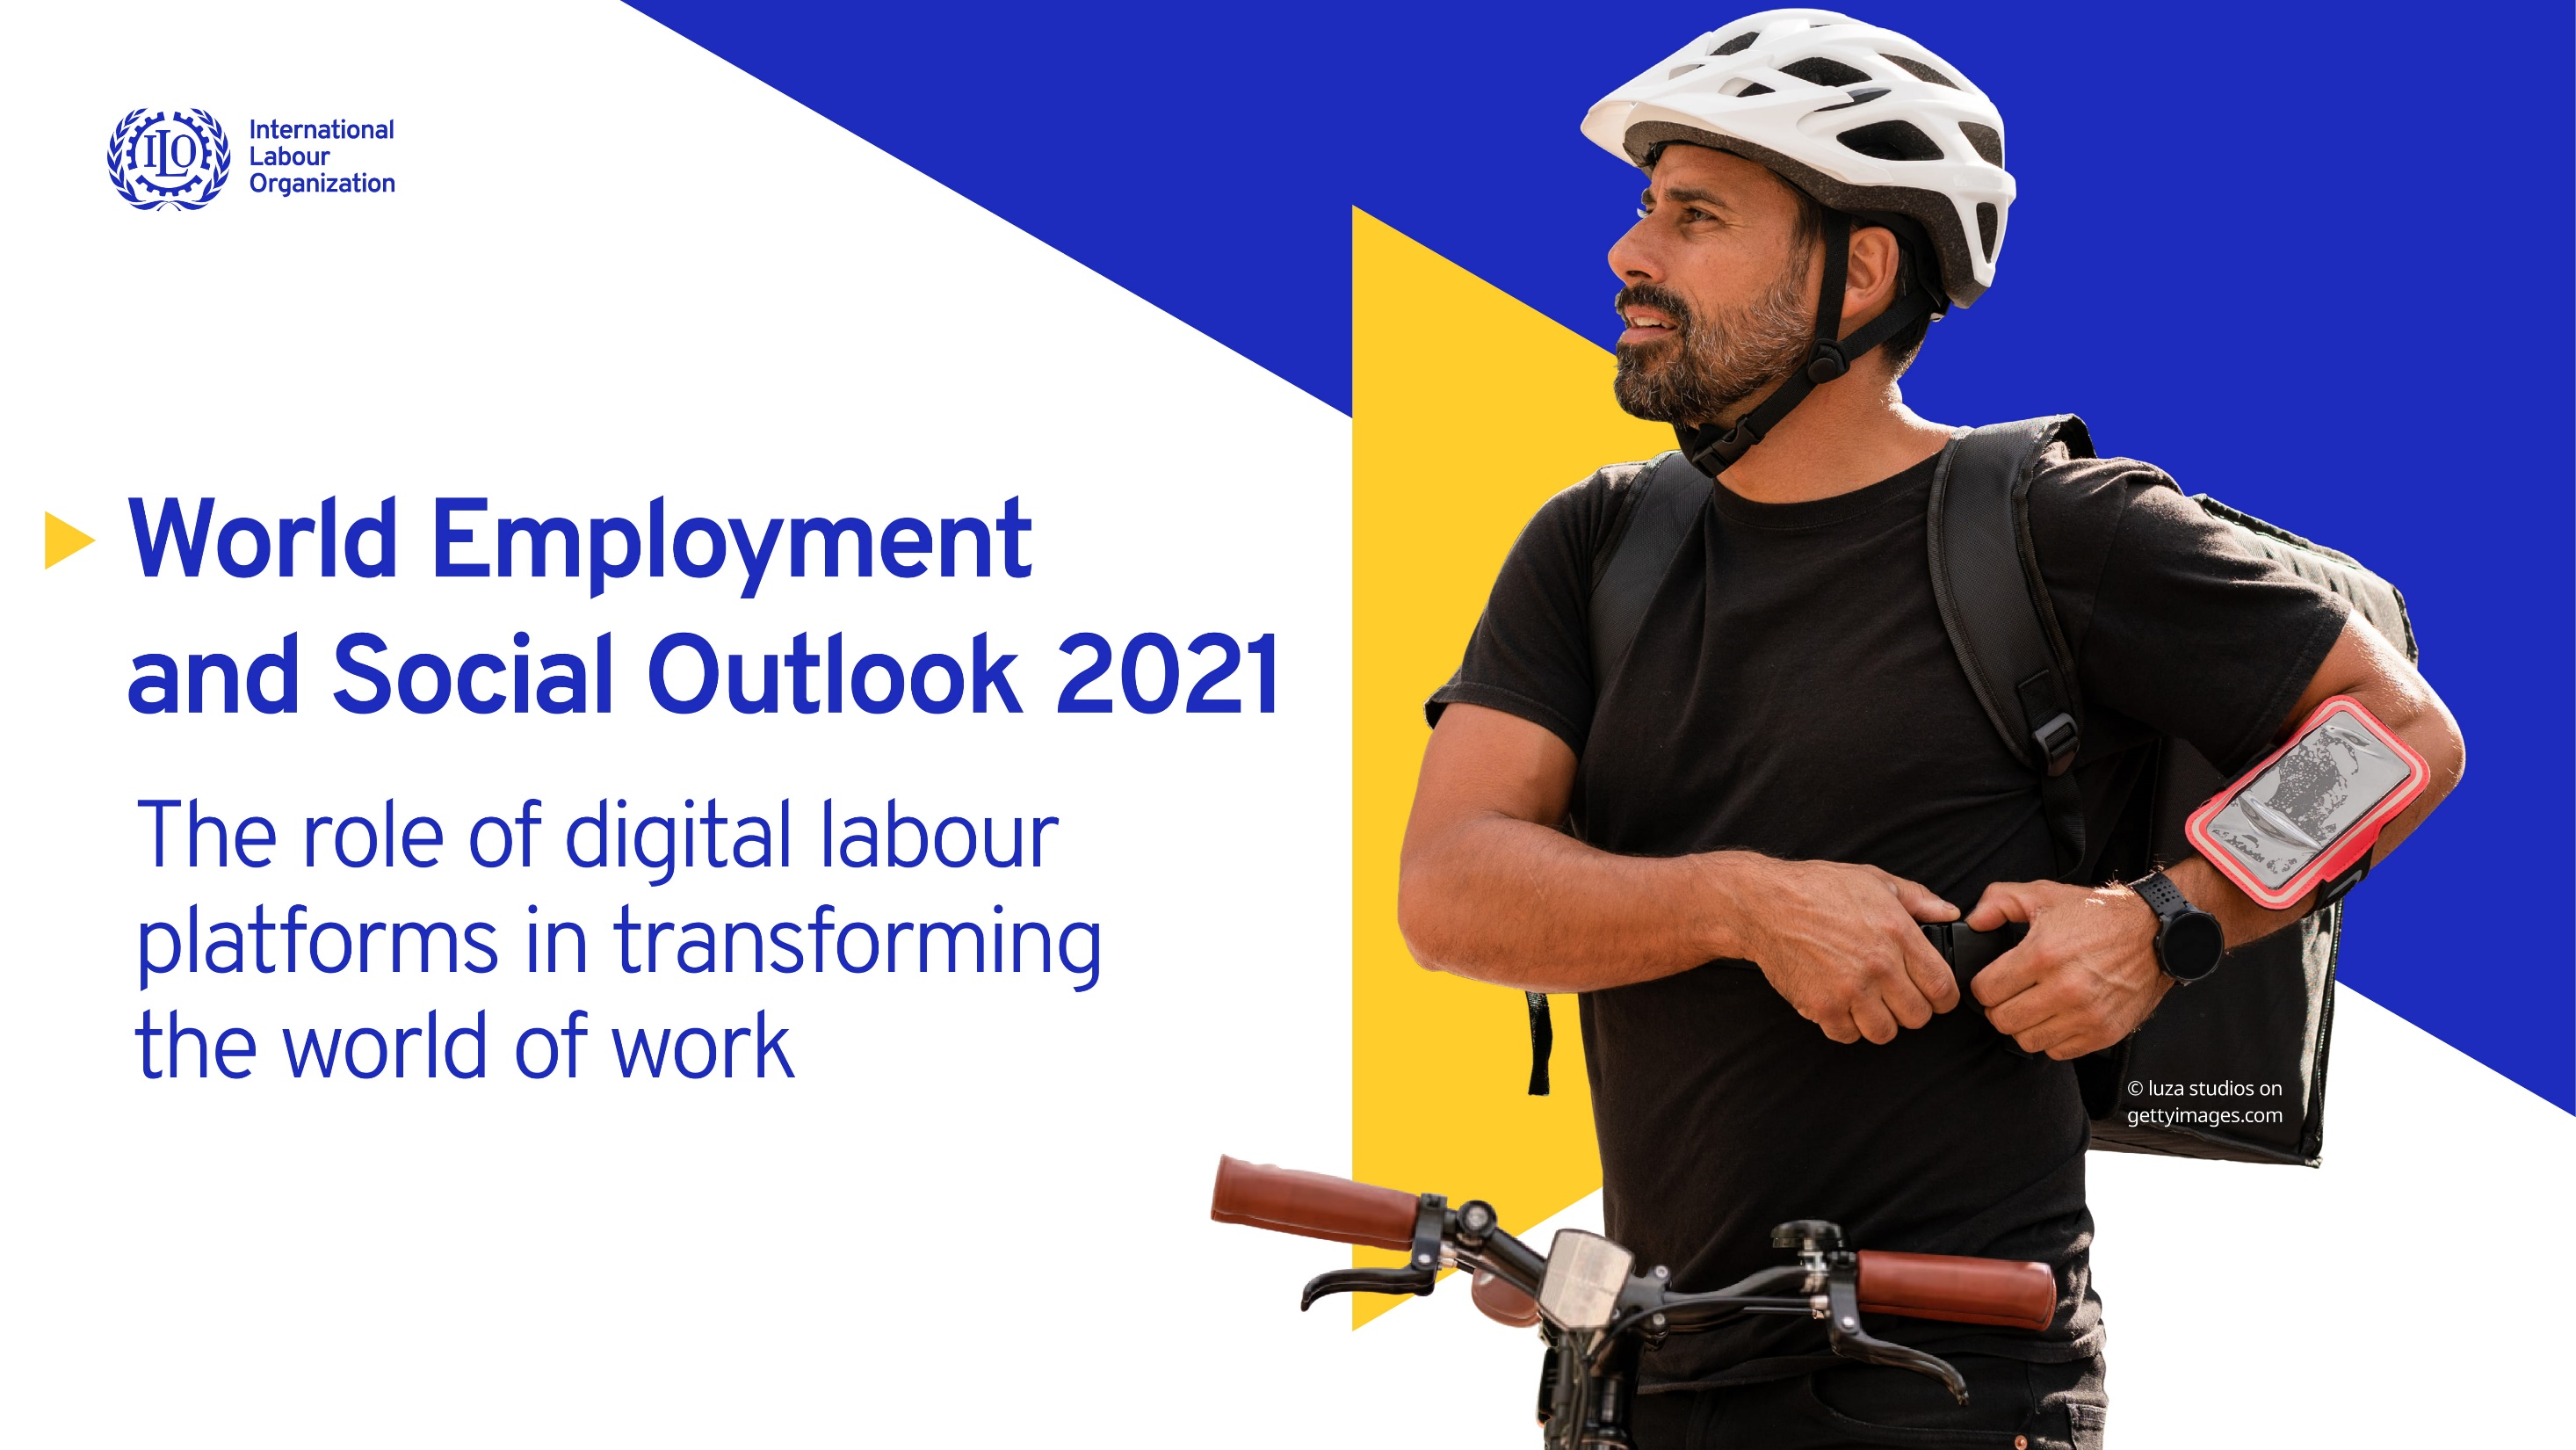 ILO
International
Labour
Organization
World Employment
and Social Outlook 2021
The role of digital labour
platforms in transforming
the world of work
© luza studios on
gettyimages.com